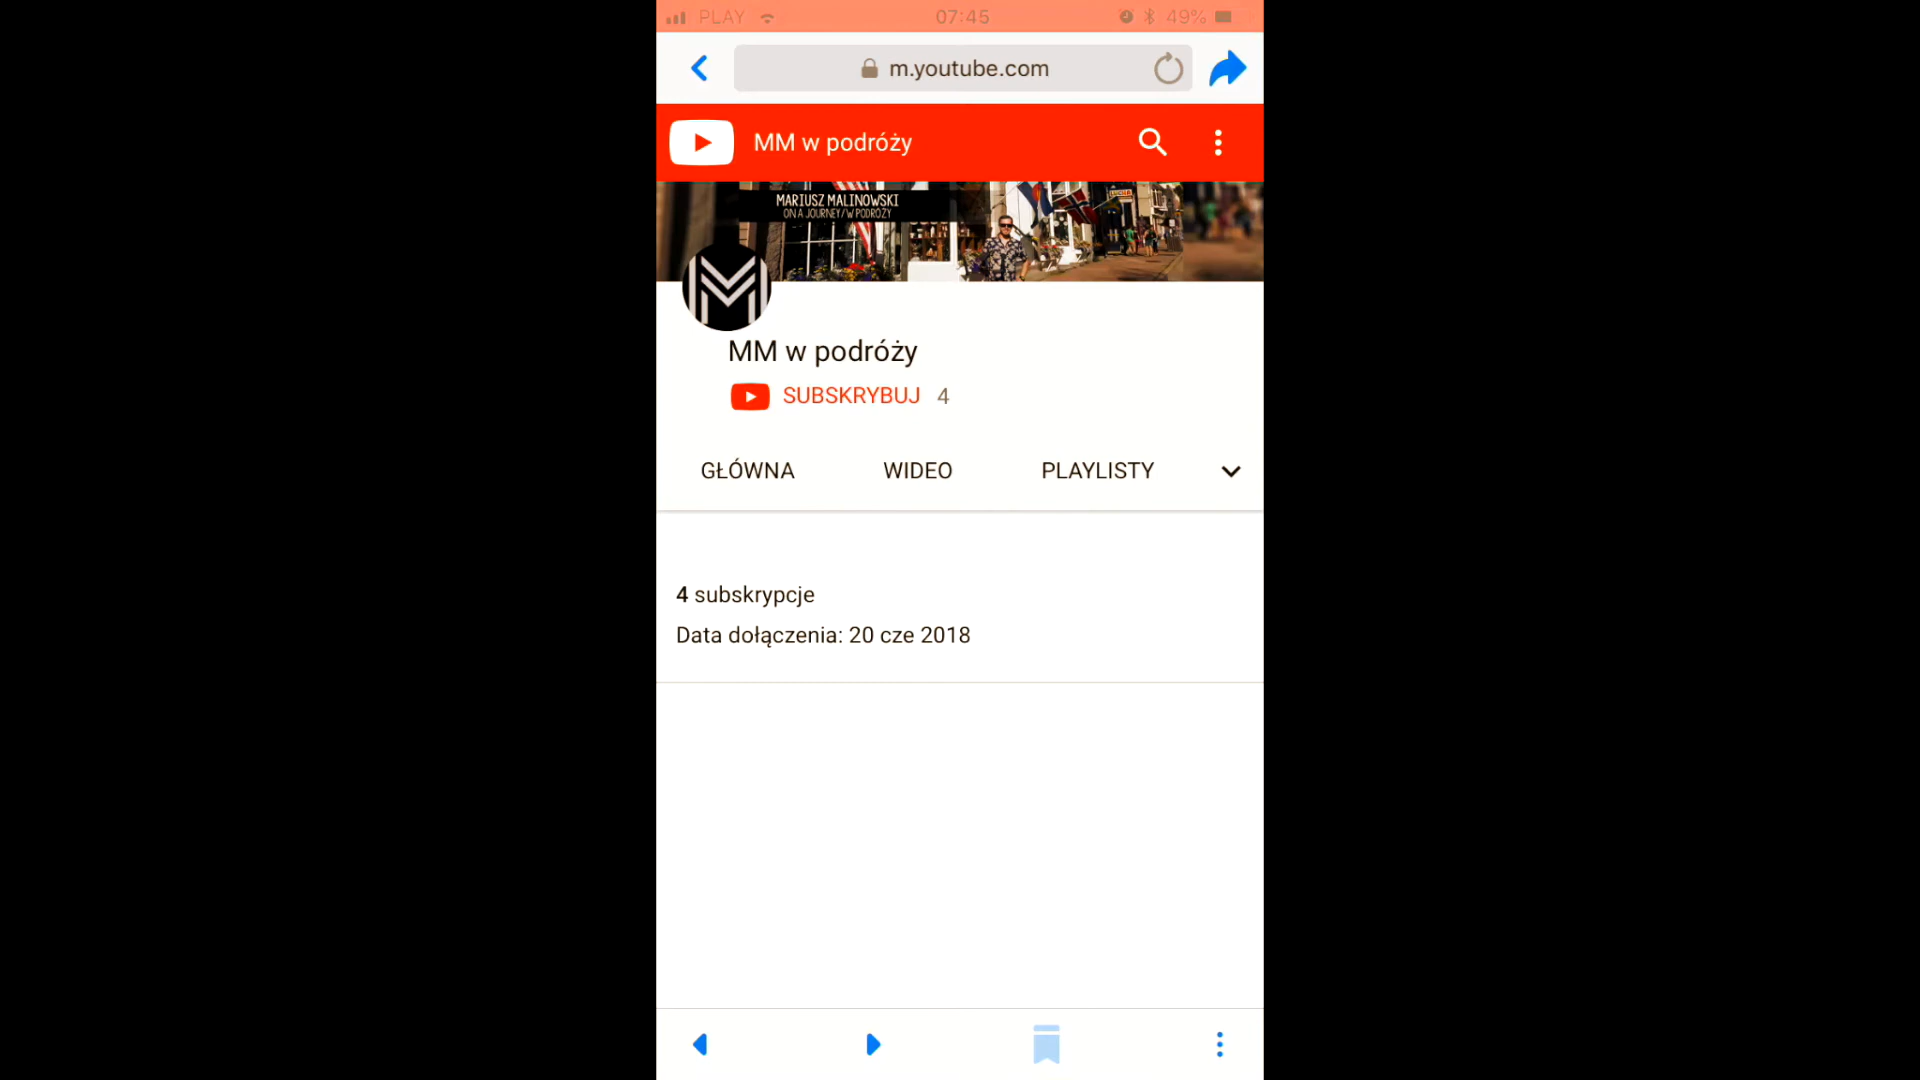 PLAY 07:45 49%
m.youtube.com
MM w podróży
MARIUSZ MALINOWSKI
ON A JOURNEY/W PODRÓŻY
MM w podróży
SUBSKRYBUJ 4
GŁÓWNA WIDEO PLAYLISTY
4 subskrypcje
Data dołączenia: 20 cze 2018